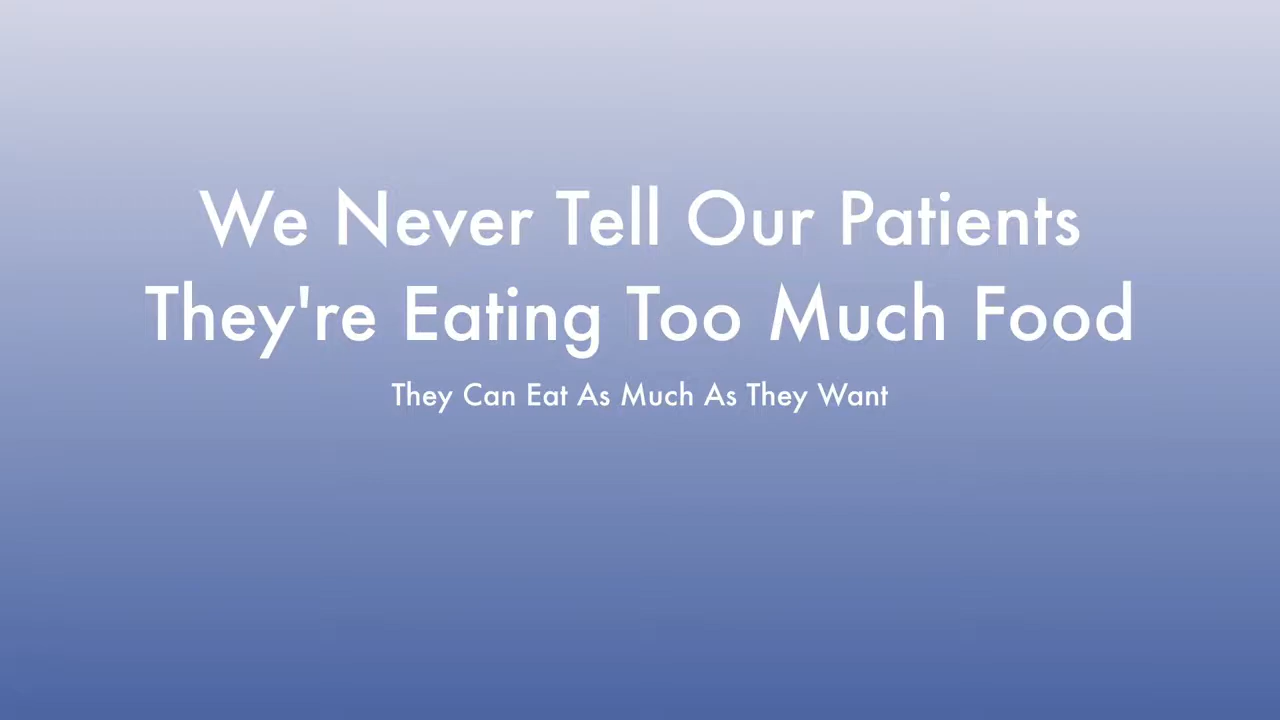 We Never Tell Our Patients
They're Eating Too Much Food
They Can Eat As Much As They Want